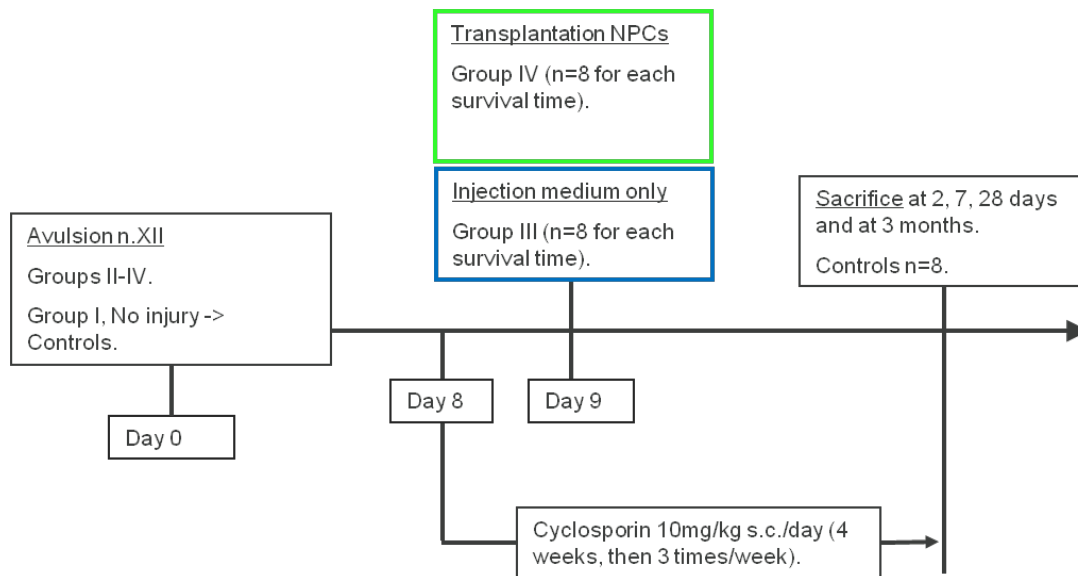 Transplantation NPCs
Group IV (n=8 for each
survival time).
Injection medium only
Group III (n=8 for each
survival time).
Sacrifice at 2, 7, 28 days
and at 3 months.
Controls n=8.
Avulsion n.XII
Groups II-IV.
Group I, No injury ->
Controls.
Day 0
Day 8
Day 9
Cyclosporin 10mg/kg s.c./day (4
weeks, then 3 times/week).